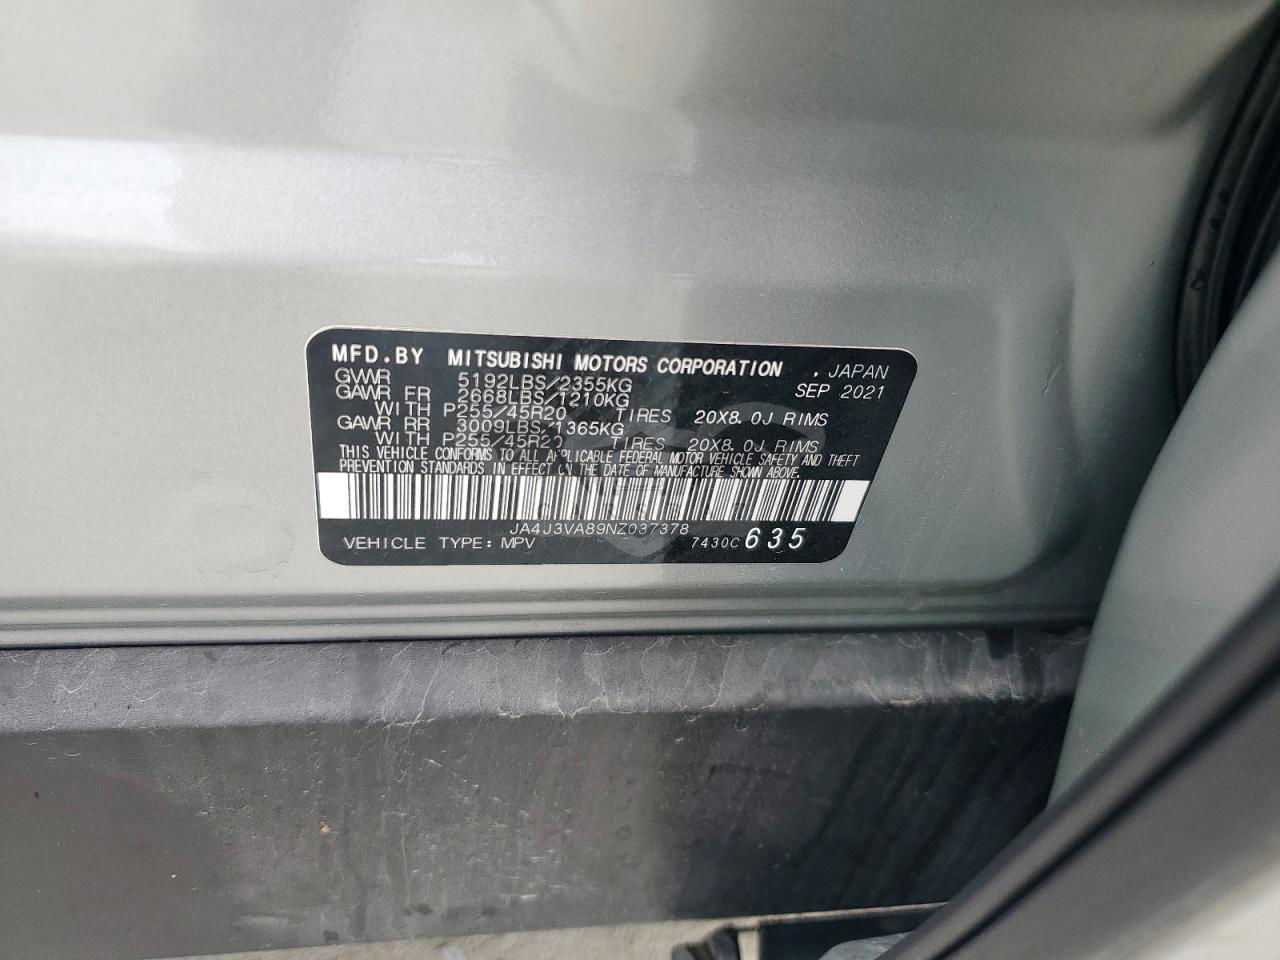 MFD.BY MITSUBISHI MOTORS CORPORATION , JAPAN
GVWR 5192LBS/2355KG SEP 2021
GAWR FR 2668LBS/1210KG
WITH P255/45R20 TIRES 20X8.0J RIMS
GAWR RR 3009LBS/1365KG
WITH P255/45R20 TIRES 20X8.0J RIMS
THIS VEHICLE CONFORMS TO ALL APPLICABLE FEDERAL MOTOR VEHICLE SAFETY AND THEFT
PREVENTION STANDARDS IN EFFECT ON THE DATE OF MANUFACTURE SHOWN ABOVE.
JA4J3VA89NZ037378
VEHICLE TYPE: MPV 7430C 635